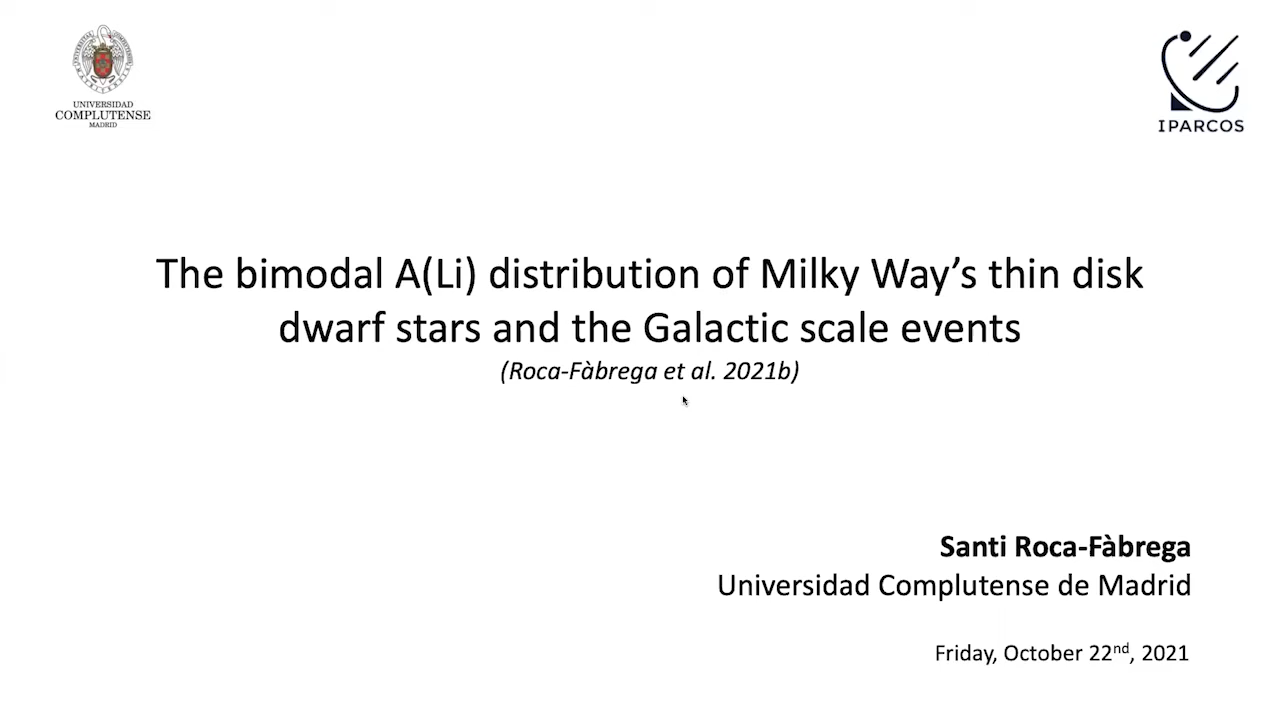 UNIVERSIDAD
COMPLUTENSE
MADRID
IPARCOS
The bimodal A(Li) distribution of Milky Way’s thin disk
dwarf stars and the Galactic scale events
(Roca-Fàbrega et al. 2021b)
Santi Roca-Fàbrega
Universidad Complutense de Madrid
Friday, October 22nd, 2021